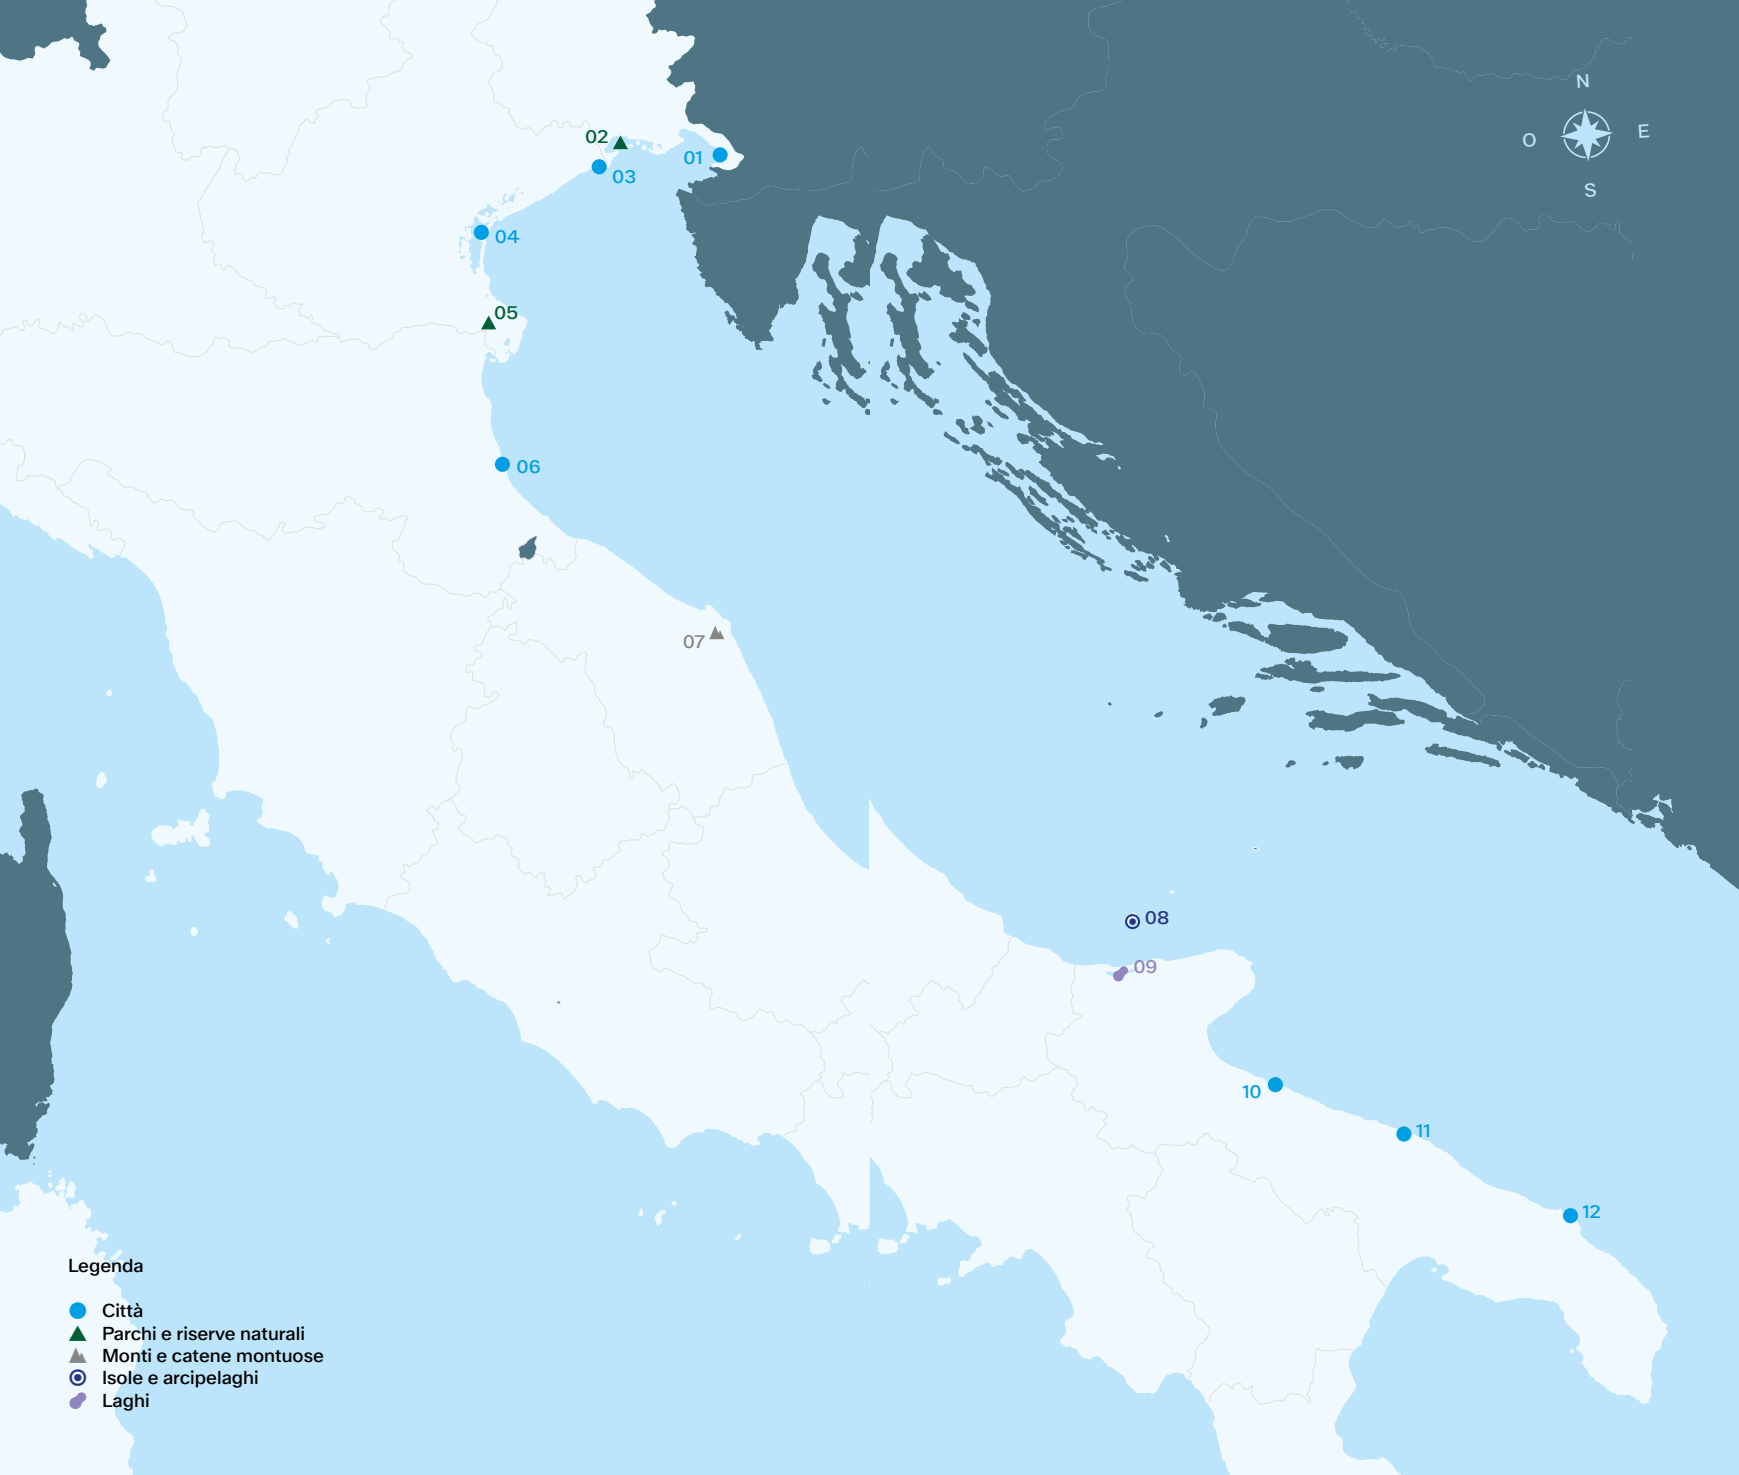 N
O
E
S
02
01
03
04
05
06
07
08
09
10
11
12
Legenda
Città
Parchi e riserve naturali
Monti e catene montuose
Isole e arcipelaghi
Laghi